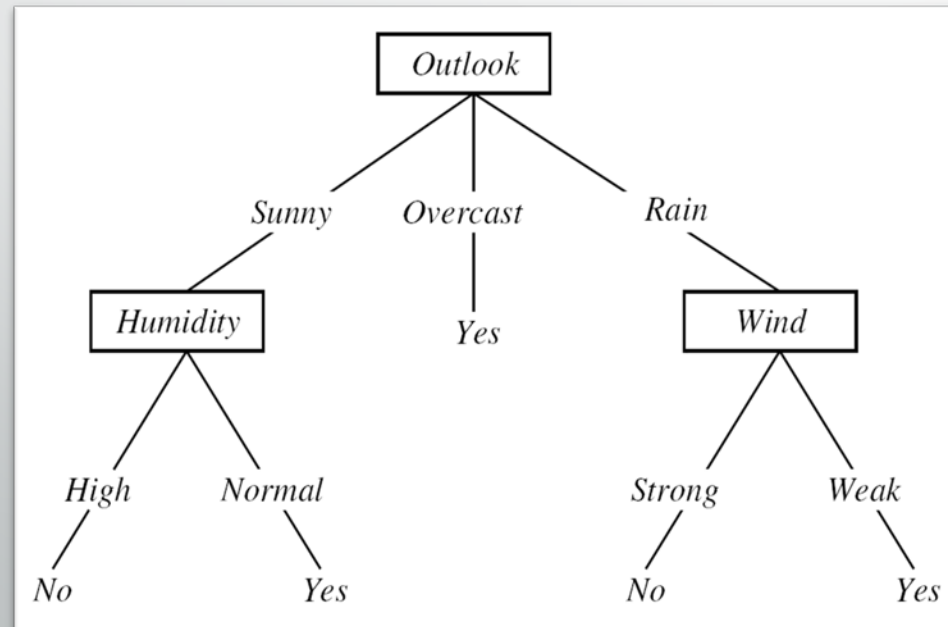 Outlook
Sunny Overcast Rain
Humidity Yes Wind
High Normal Strong Weak
No Yes No Yes